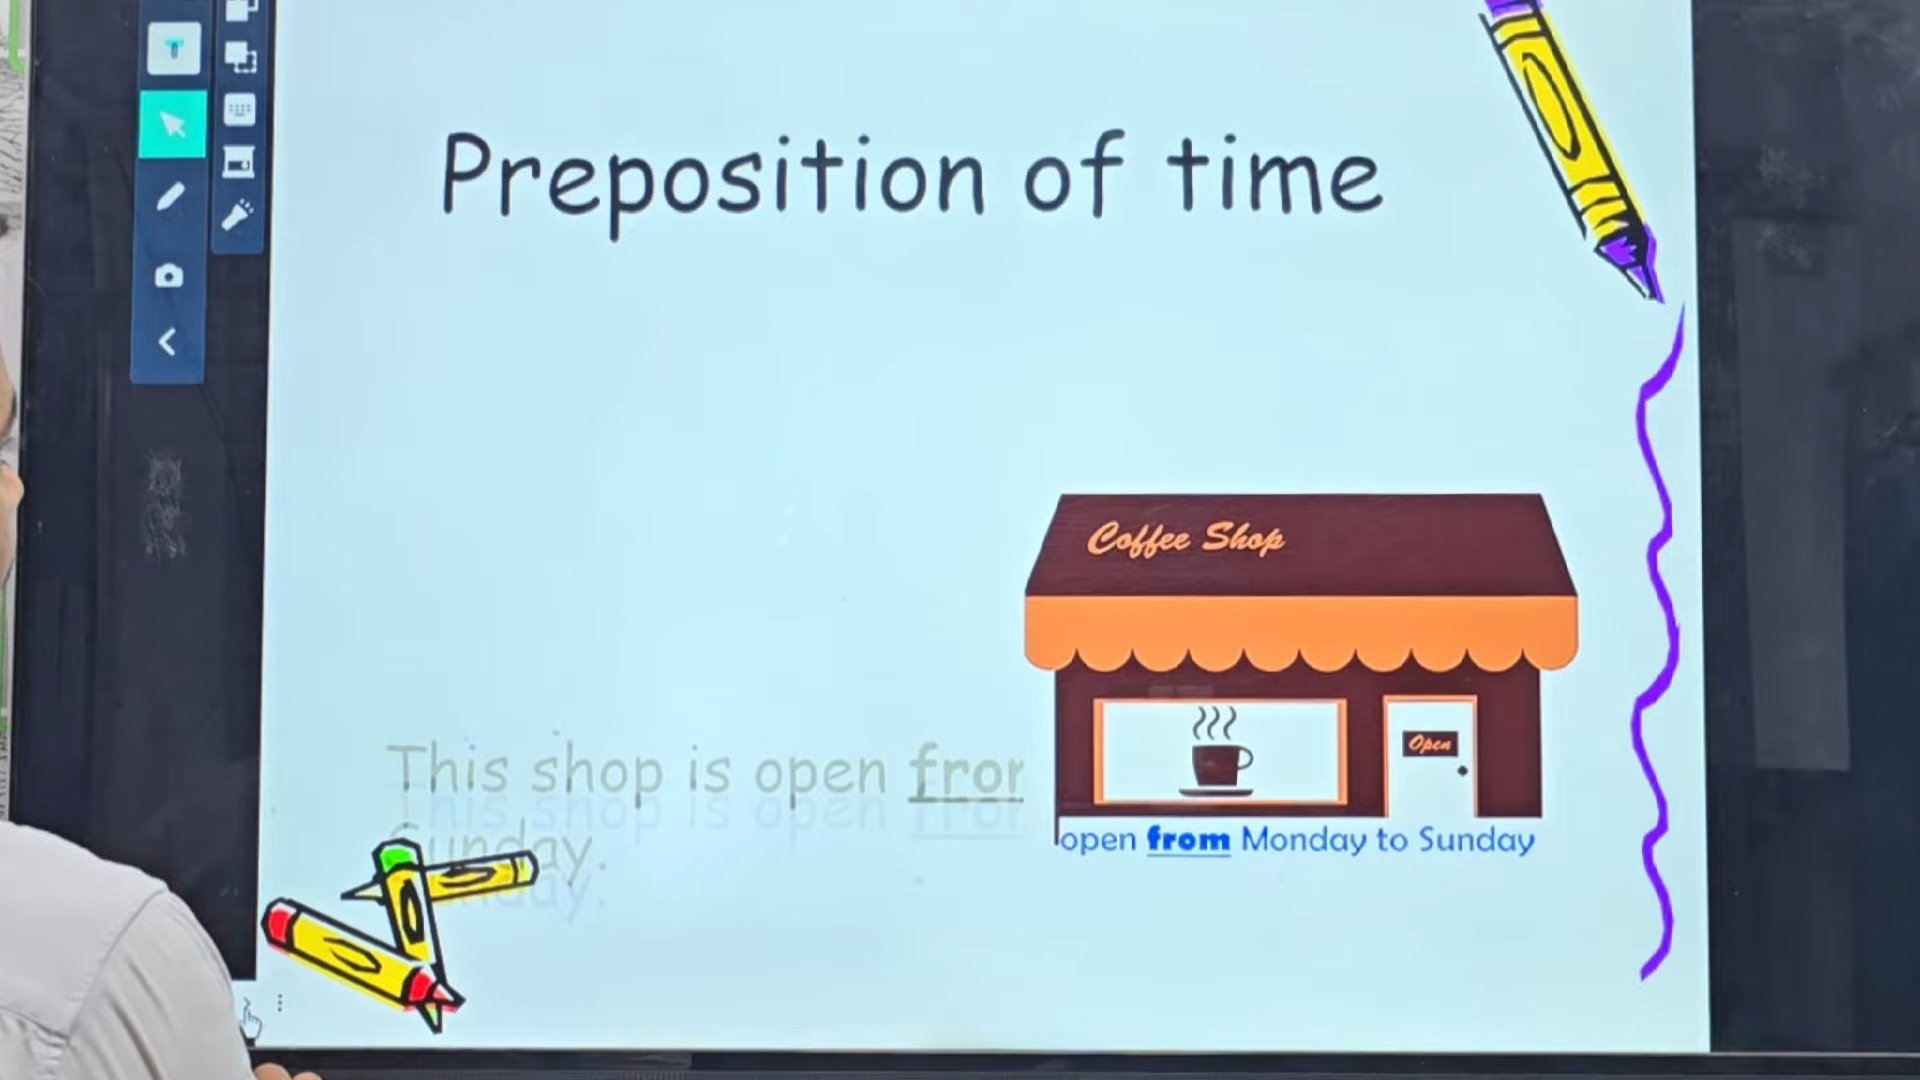 Preposition of time
Coffee Shop
Open
This shop is open
Sunday.
open from Monday to Sunday